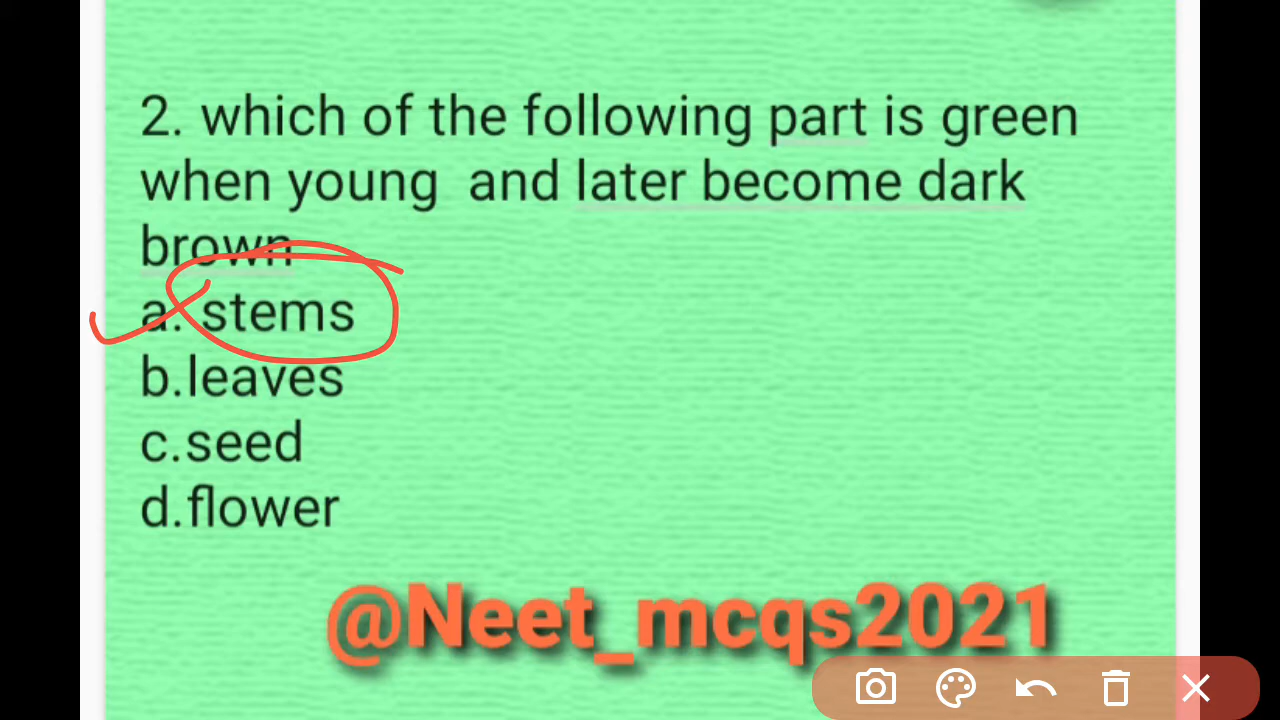 2. which of the following part is green
when young and later become dark
brown
a. stems
b.leaves
c.seed
d.flower
@Neet_mcqs2021